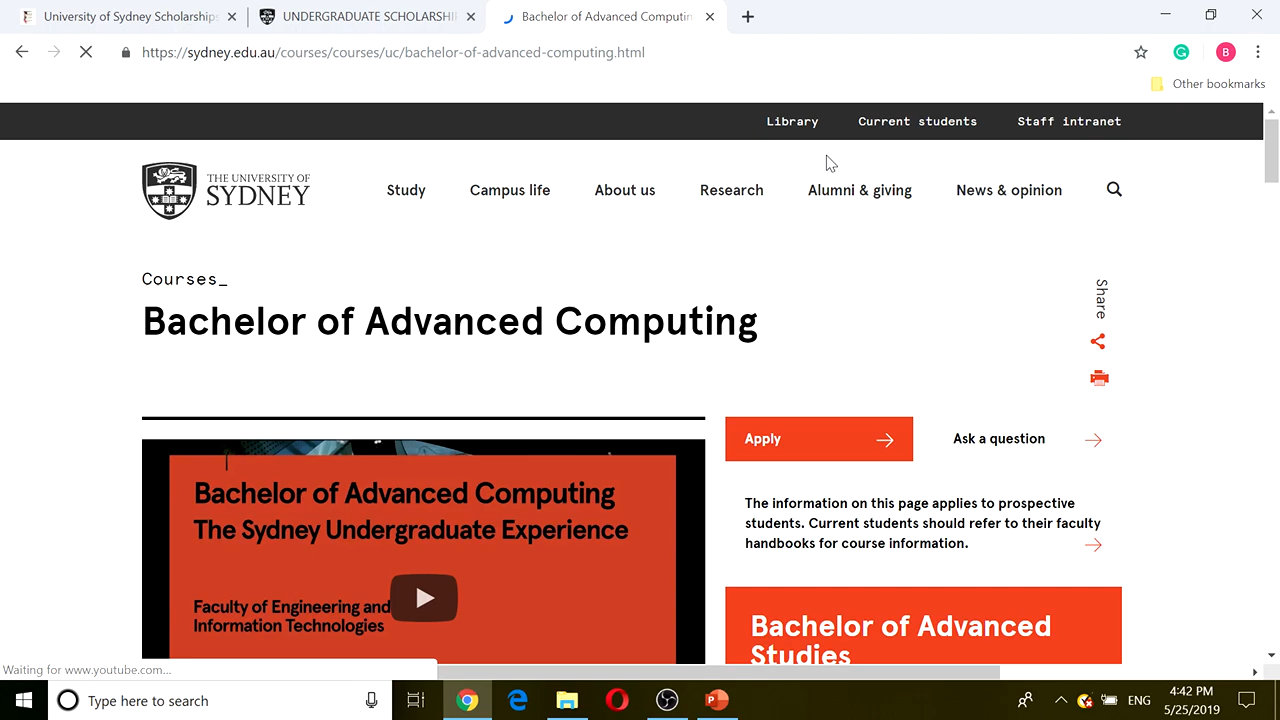 University of Sydney Scholarships
UNDERGRADUATE SCHOLARSHI
Bachelor of Advanced Computin
https://sydney.edu.au/courses/courses/uc/bachelor-of-advanced-computing.html
B
Other bookmarks
Library
Current students
Staff intranet
THE UNIVERSITY OF
SYDNEY
Study
Campus life
About us
Research
Alumni & giving
News & opinion
Courses_
Bachelor of Advanced Computing
Share
Apply
Ask a question
The information on this page applies to prospective
students. Current students should refer to their faculty
handbooks for course information.
Bachelor of Advanced Computing
The Sydney Undergraduate Experience
Faculty of Engineering and
Information Technologies
Bachelor of Advanced
Studies
Waiting for www.youtube.com...
Type here to search
ENG
4:42 PM
5/25/2019